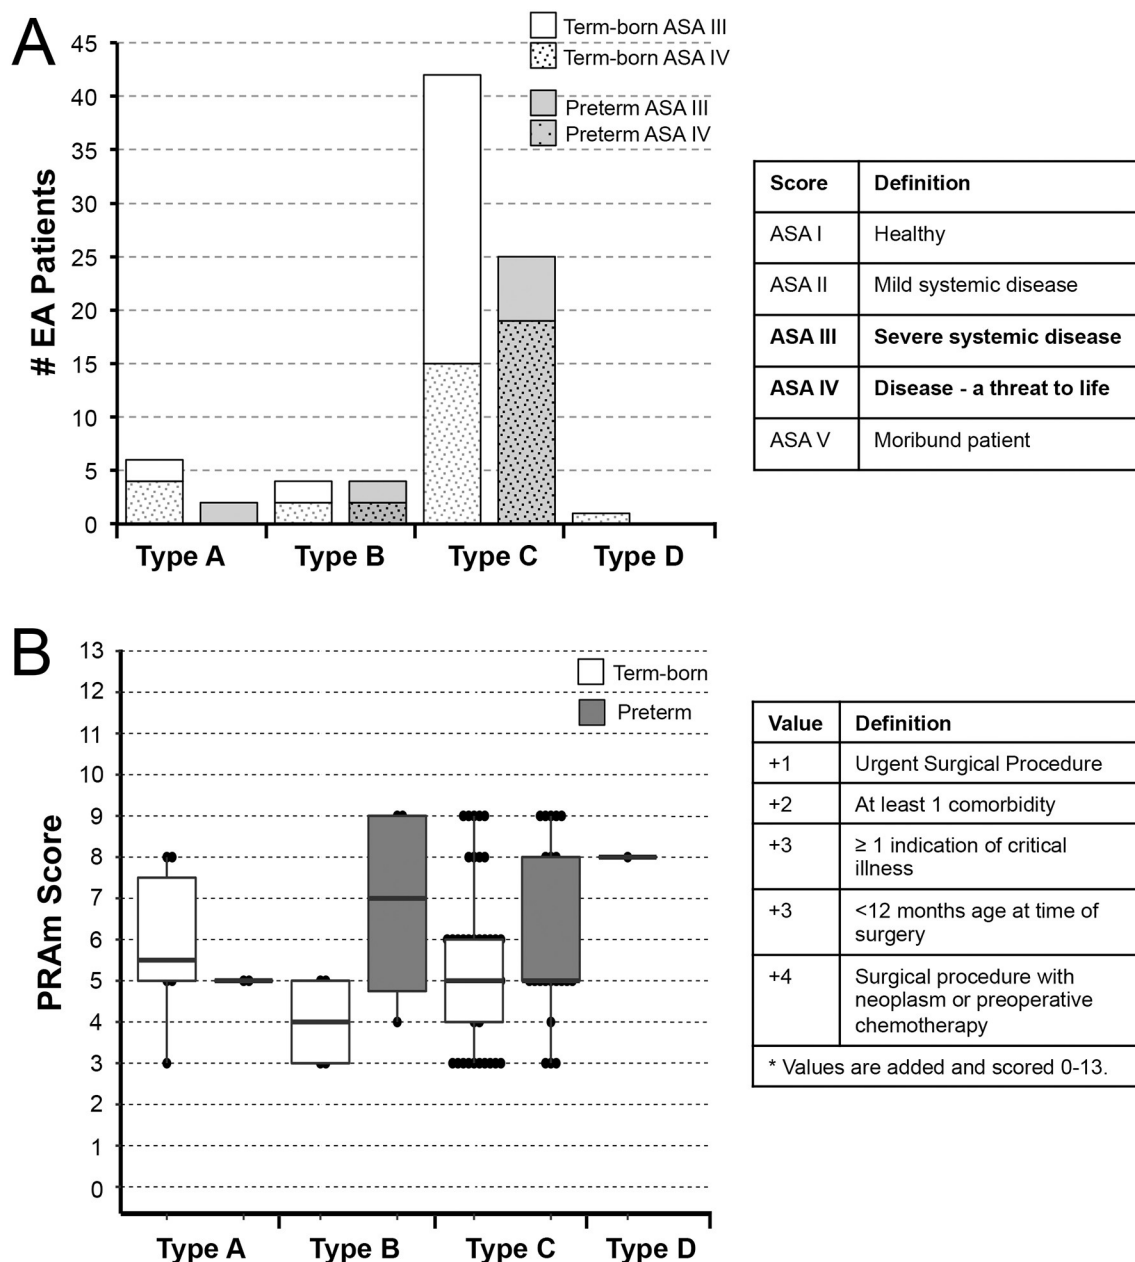 A
Term-born ASA III
Term-born ASA IV
Preterm ASA III
Preterm ASA IV
45
40
35
30
25
20
15
10
5
0
# EA Patients
Type A
Type B
Type C
Type D
Score Definition
ASA I Healthy
ASA II Mild systemic disease
ASA III Severe systemic disease
ASA IV Disease - a threat to life
ASA V Moribund patient
B
Term-born
Preterm
13
12
11
10
9
8
7
6
5
4
3
2
1
0
PRAm Score
Type A
Type B
Type C
Type D
Value Definition
+1 Urgent Surgical Procedure
+2 At least 1 comorbidity
+3 ≥ 1 indication of critical
illness
+3 <12 months age at time of
surgery
+4 Surgical procedure with
neoplasm or preoperative
chemotherapy
* Values are added and scored 0-13.